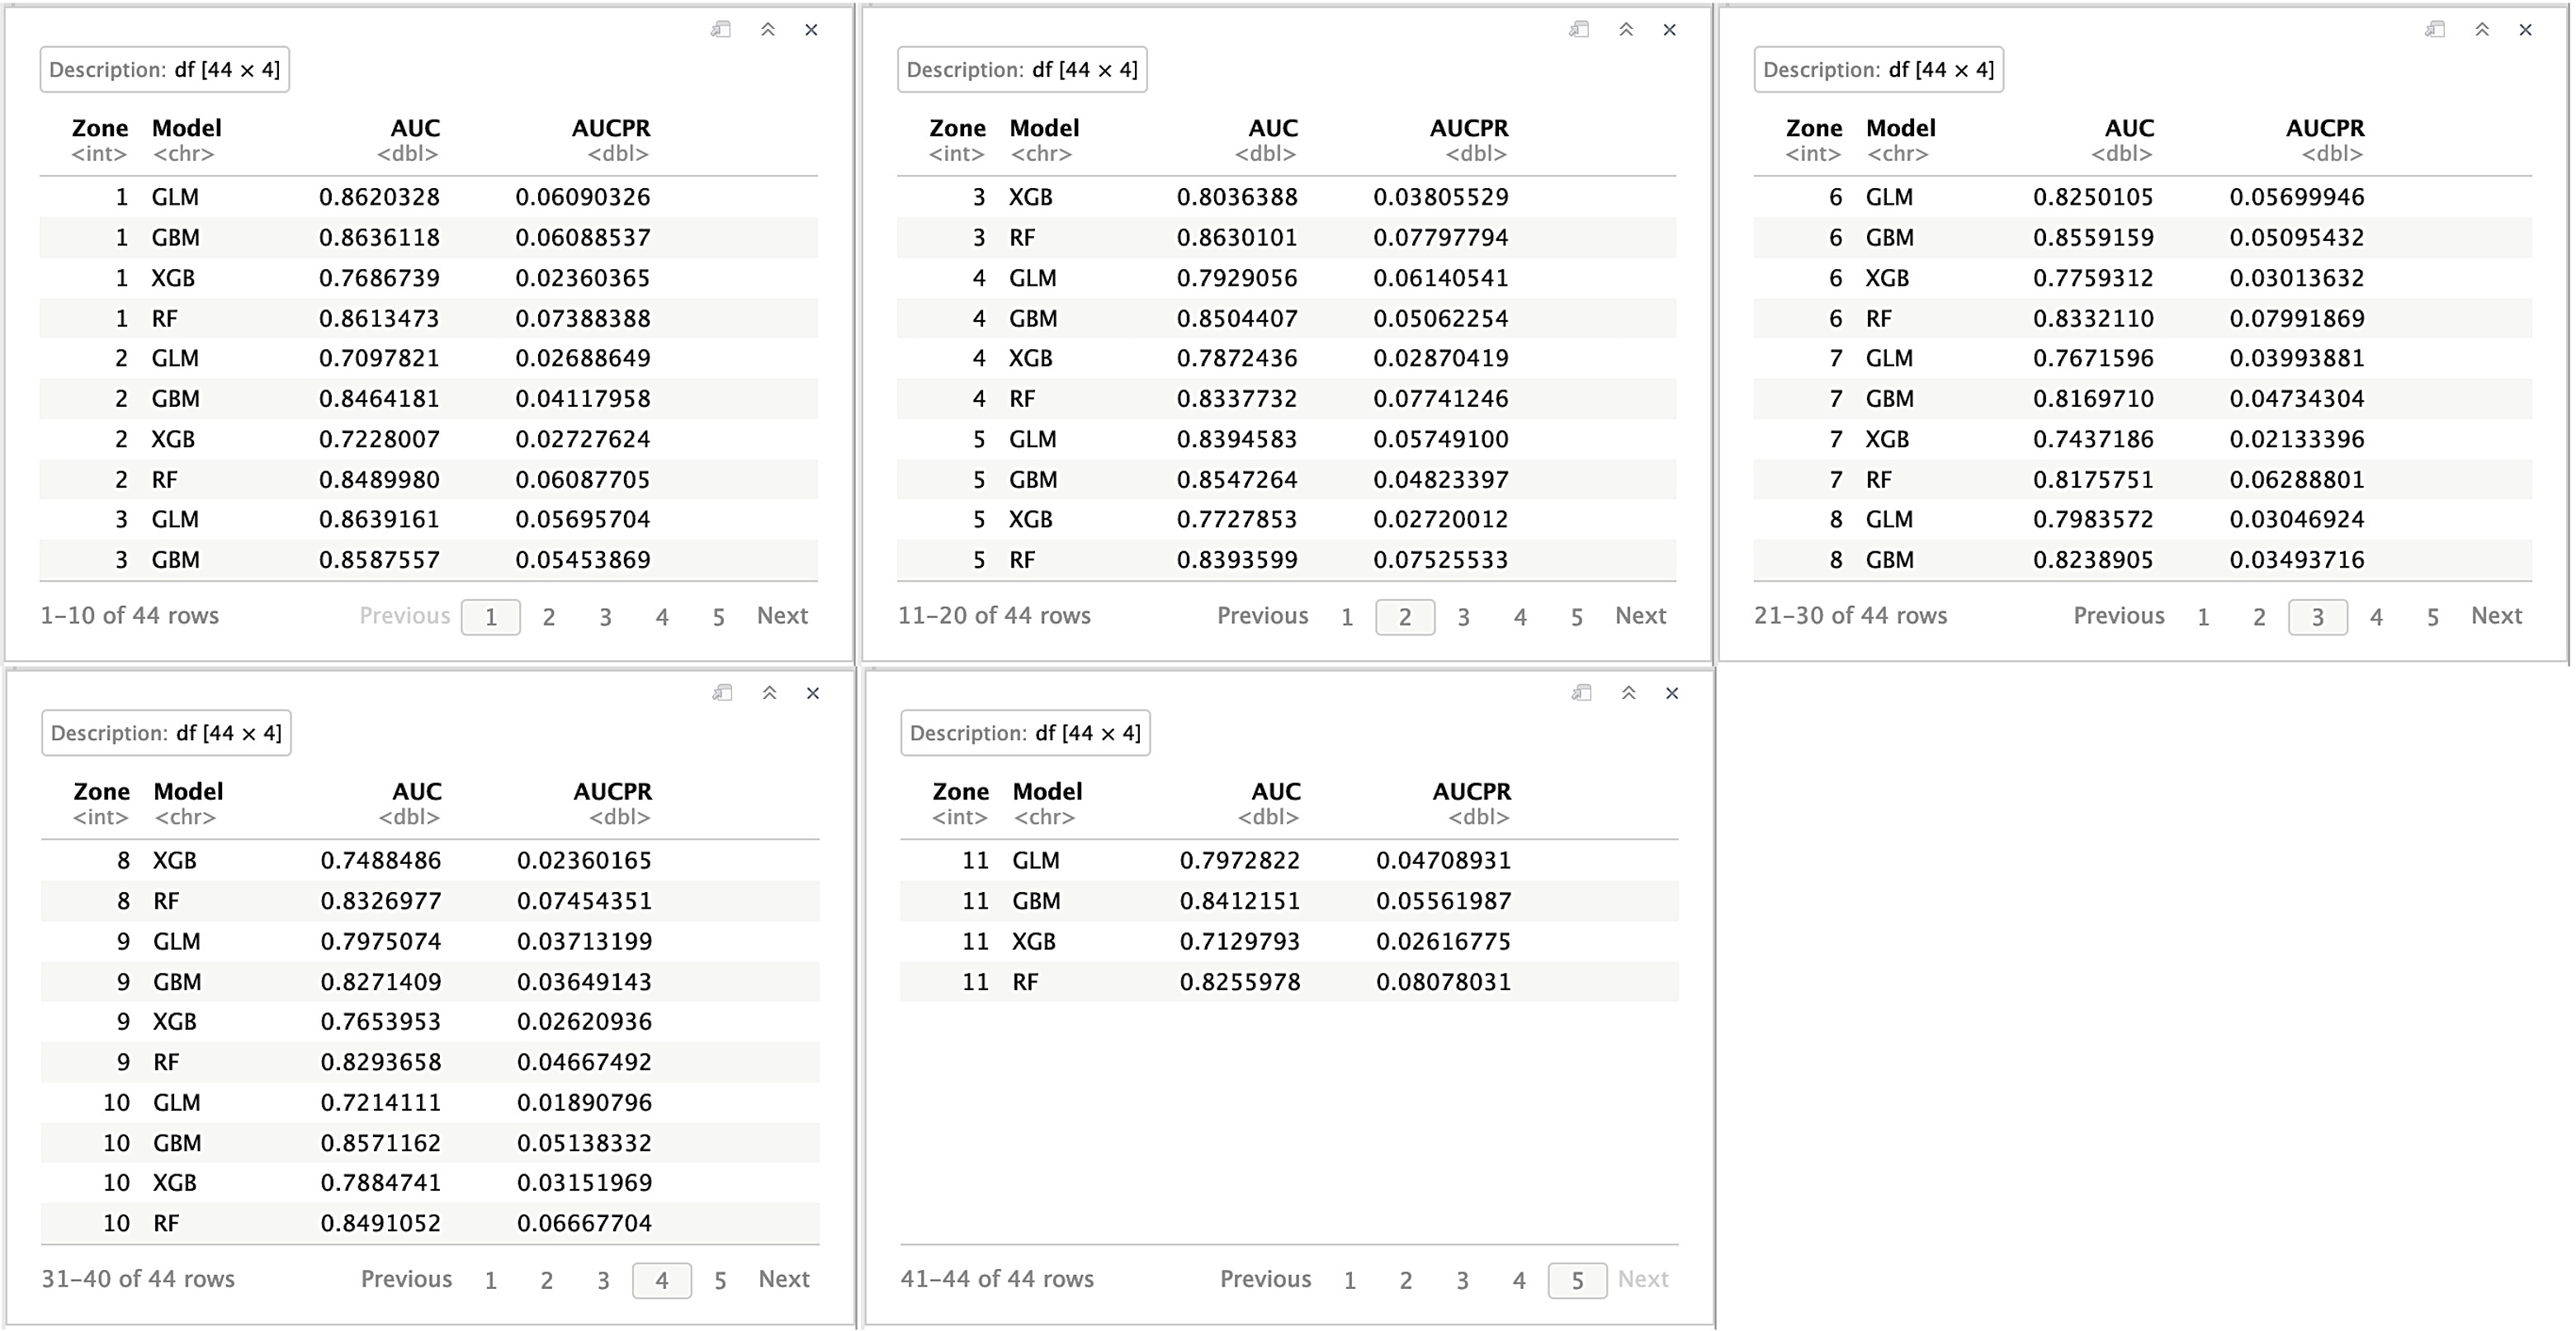 Description: df [44 × 4]
Zone Model AUC AUCPR
<int> <chr> <dbl> <dbl>
1 GLM 0.8620328 0.06090326
1 GBM 0.8636118 0.06088537
1 XGB 0.7686739 0.02360365
1 RF 0.8613473 0.07388388
2 GLM 0.7097821 0.02688649
2 GBM 0.8464181 0.04117958
2 XGB 0.7228007 0.02727624
2 RF 0.8489980 0.06087705
3 GLM 0.8639161 0.05695704
3 GBM 0.8587557 0.05453869
1–10 of 44 rows Previous 1 2 3 4 5 Next
Description: df [44 × 4]
Zone Model AUC AUCPR
<int> <chr> <dbl> <dbl>
3 XGB 0.8036388 0.03805529
3 RF 0.8630101 0.07797794
4 GLM 0.7929056 0.06140541
4 GBM 0.8504407 0.05062254
4 XGB 0.7872436 0.02870419
4 RF 0.8337732 0.07741246
5 GLM 0.8394583 0.05749100
5 GBM 0.8547264 0.04823397
5 XGB 0.7727853 0.02720012
5 RF 0.8393599 0.07525533
11–20 of 44 rows Previous 1 2 3 4 5 Next
Description: df [44 × 4]
Zone Model AUC AUCPR
<int> <chr> <dbl> <dbl>
6 GLM 0.8250105 0.05699946
6 GBM 0.8559159 0.05095432
6 XGB 0.7759312 0.03013632
6 RF 0.8332110 0.07991869
7 GLM 0.7671596 0.03993881
7 GBM 0.8169710 0.04734304
7 XGB 0.7437186 0.02133396
7 RF 0.8175751 0.06288801
8 GLM 0.7983572 0.03046924
8 GBM 0.8238905 0.03493716
21–30 of 44 rows Previous 1 2 3 4 5 Next
Description: df [44 × 4]
Zone Model AUC AUCPR
<int> <chr> <dbl> <dbl>
8 XGB 0.7488486 0.02360165
8 RF 0.8326977 0.07454351
9 GLM 0.7975074 0.03713199
9 GBM 0.8271409 0.03649143
9 XGB 0.7653953 0.02620936
9 RF 0.8293658 0.04667492
10 GLM 0.7214111 0.01890796
10 GBM 0.8571162 0.05138332
10 XGB 0.7884741 0.03151969
10 RF 0.8491052 0.06667704
31–40 of 44 rows Previous 1 2 3 4 5 Next
Description: df [44 × 4]
Zone Model AUC AUCPR
<int> <chr> <dbl> <dbl>
11 GLM 0.7972822 0.04708931
11 GBM 0.8412151 0.05561987
11 XGB 0.7129793 0.02616775
11 RF 0.8255978 0.08078031
41–44 of 44 rows Previous 1 2 3 4 5 Next